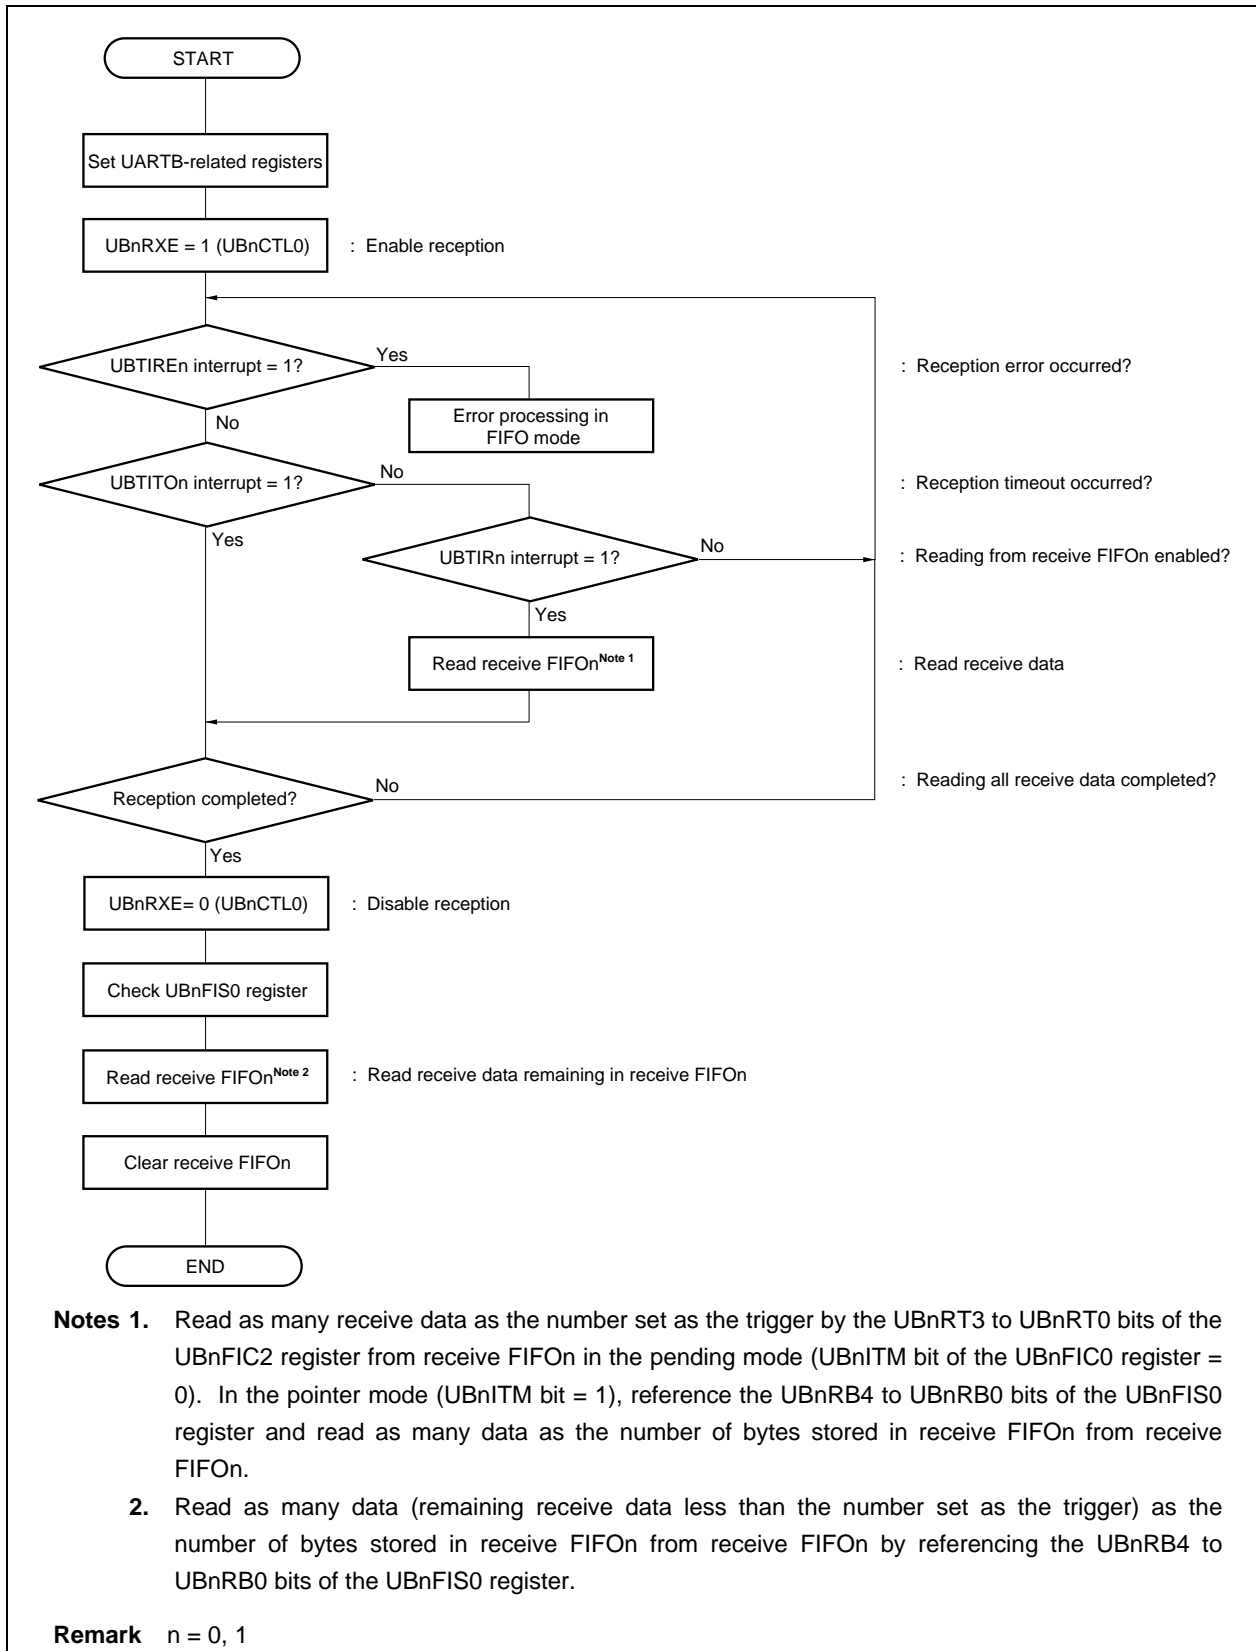 START
Set UARTB-related registers
UBnRXE = 1 (UBnCTL0) : Enable reception
UBTIREn interrupt = 1? Yes : Reception error occurred?
Error processing in
FIFO mode
No
UBTITOn interrupt = 1? No : Reception timeout occurred?
Yes
UBTIRn interrupt = 1? No : Reading from receive FIFOn enabled?
Yes
Read receive FIFOnNote 1 : Read receive data
Reception completed? No : Reading all receive data completed?
Yes
UBnRXE= 0 (UBnCTL0) : Disable reception
Check UBnFIS0 register
Read receive FIFOnNote 2 : Read receive data remaining in receive FIFOn
Clear receive FIFOn
END
Notes 1. Read as many receive data as the number set as the trigger by the UBnRT3 to UBnRT0 bits of the
UBnFIC2 register from receive FIFOn in the pending mode (UBnITM bit of the UBnFIC0 register =
0). In the pointer mode (UBnITM bit = 1), reference the UBnRB4 to UBnRB0 bits of the UBnFIS0
register and read as many data as the number of bytes stored in receive FIFOn from receive
FIFOn.
2. Read as many data (remaining receive data less than the number set as the trigger) as the
number of bytes stored in receive FIFOn from receive FIFOn by referencing the UBnRB4 to
UBnRB0 bits of the UBnFIS0 register.
Remark n = 0, 1